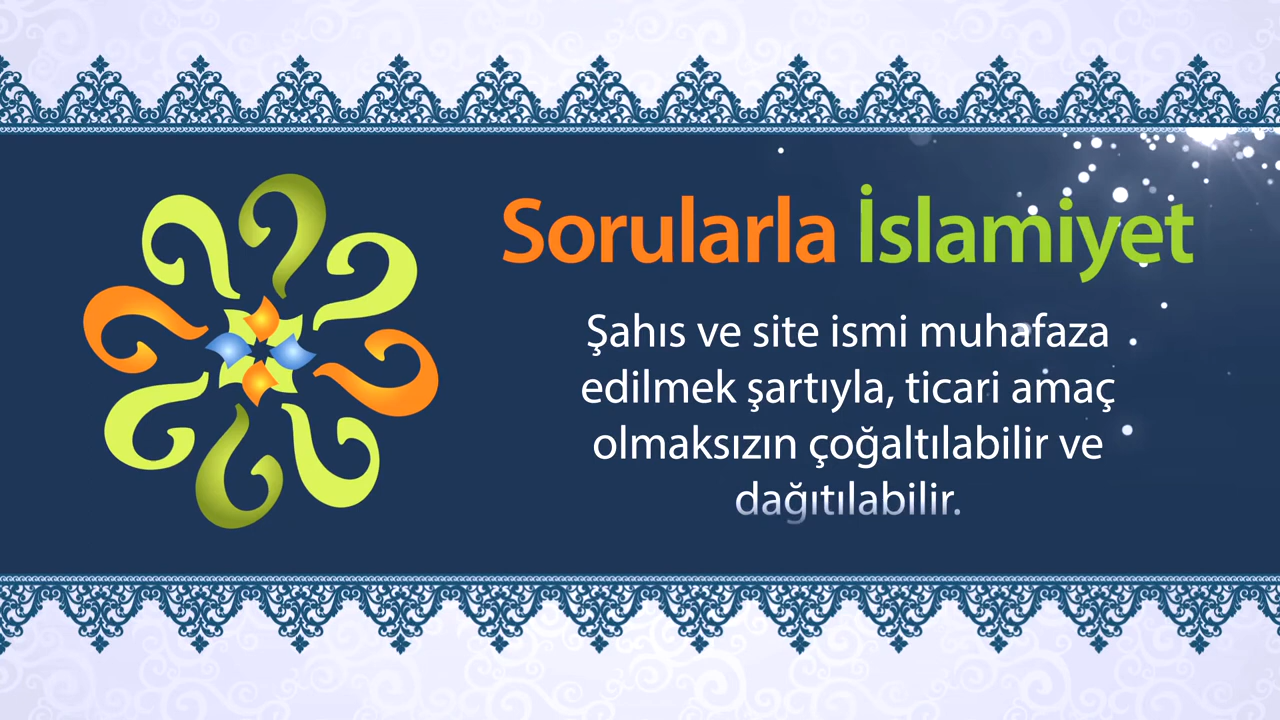 Sorularla İslamiyet
Şahıs ve site ismi muhafaza
edilmek şartıyla, ticari amaç
olmaksızın çoğaltılabilir ve
dağıtılabilir.